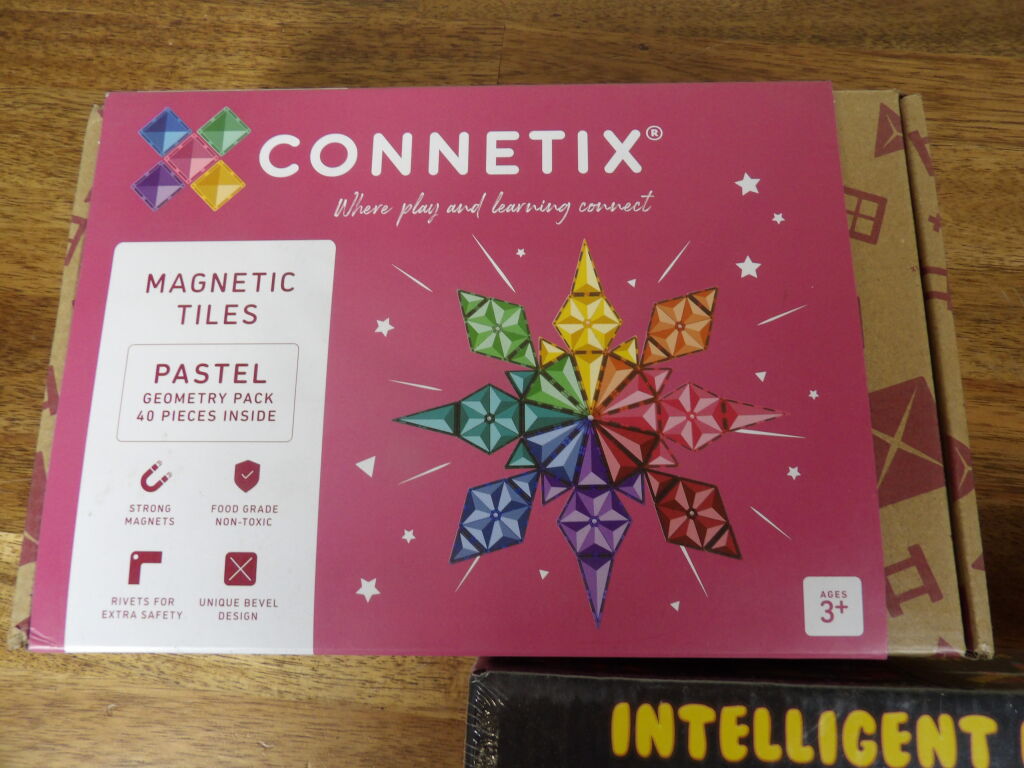 CONNETIX®
Where play and learning connect
MAGNETIC
TILES
PASTEL
GEOMETRY PACK
40 PIECES INSIDE
STRONG
MAGNETS
FOOD GRADE
NON-TOXIC
RIVETS FOR
EXTRA SAFETY
UNIQUE BEVEL
DESIGN
AGES
3+
INTELLIGENT